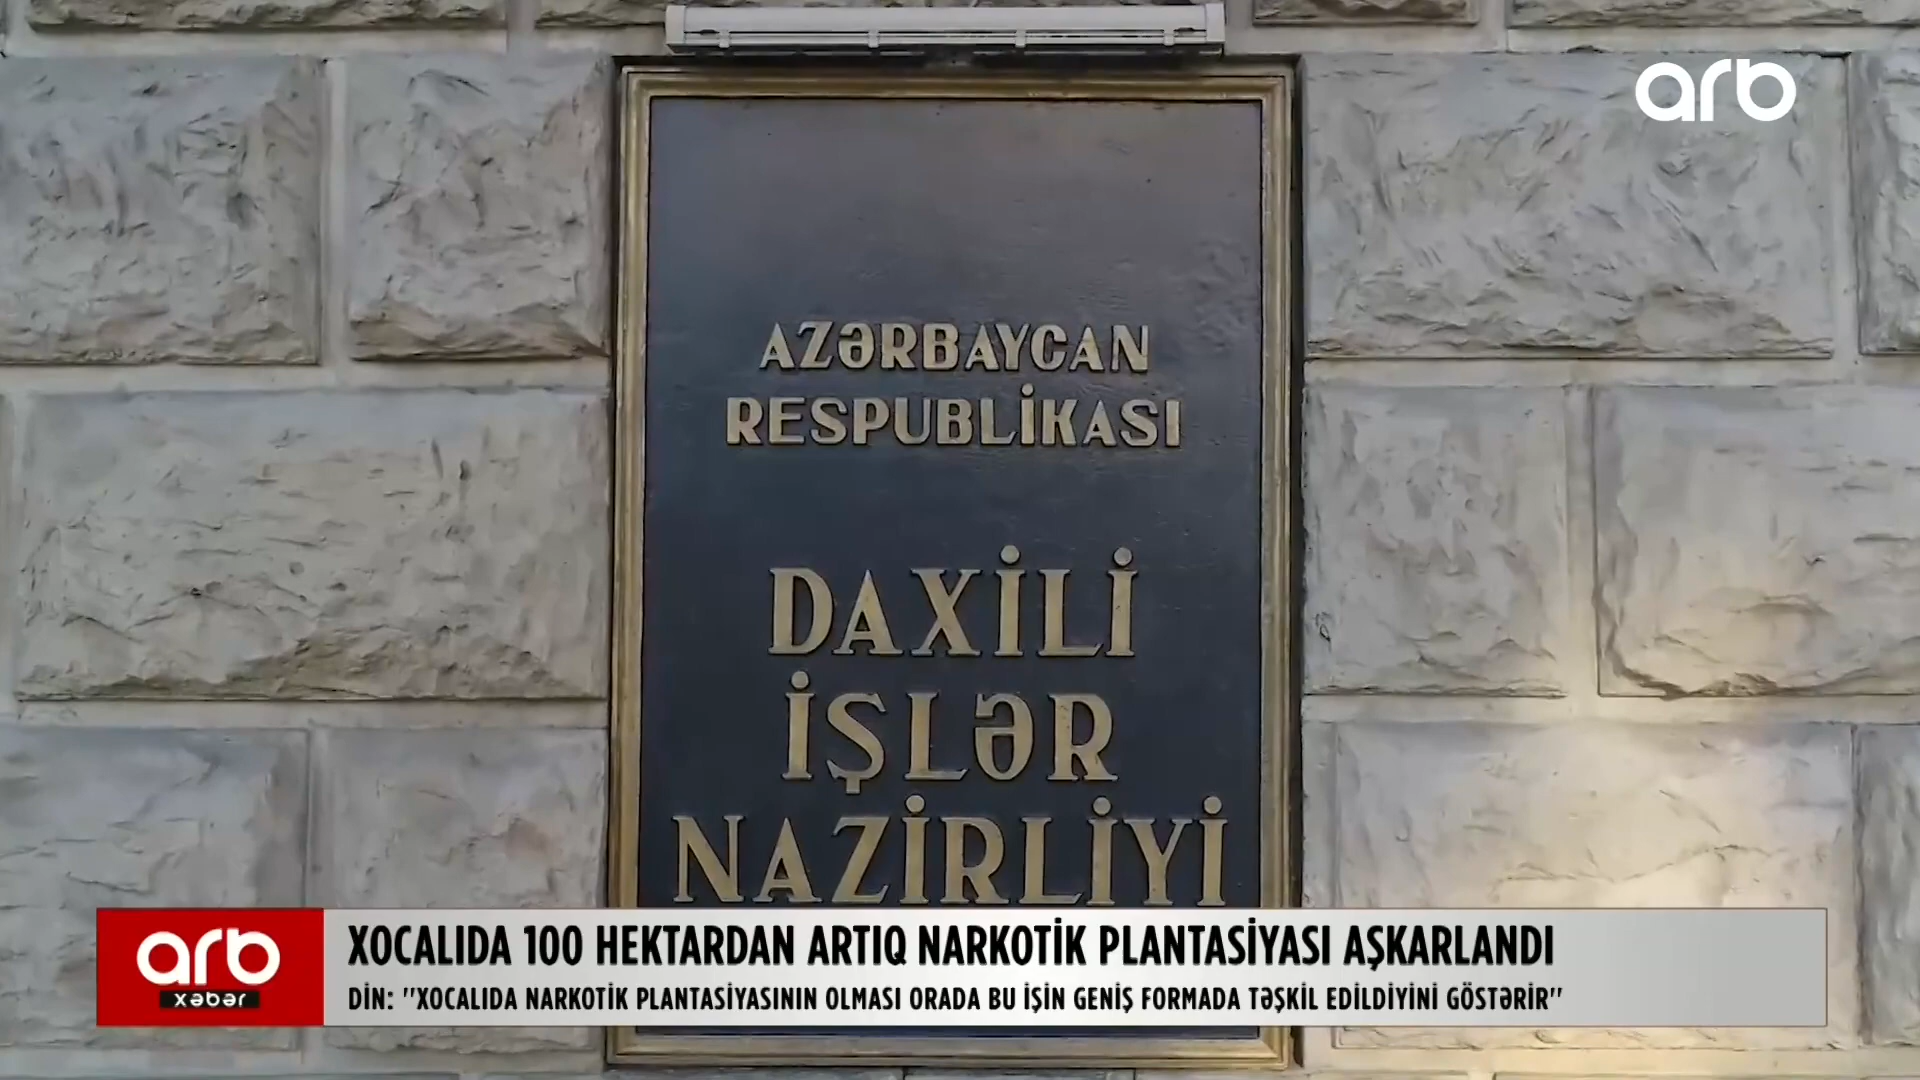 arb
AZƏRBAYCAN
RESPUBLİKASI
DAXİLİ
İŞLƏR
NAZİRLİYİ
arb
xəbər
XOCALIDA 100 HEKTARDAN ARTIQ NARKOTİK PLANTASİYASI AŞKARLANDI
DİN: "XOCALIDA NARKOTİK PLANTASİYASININ OLMASI ORADA BU İŞİN GENİŞ FORMADA TƏŞKİL EDİLDİYİNİ GÖSTƏRİR"